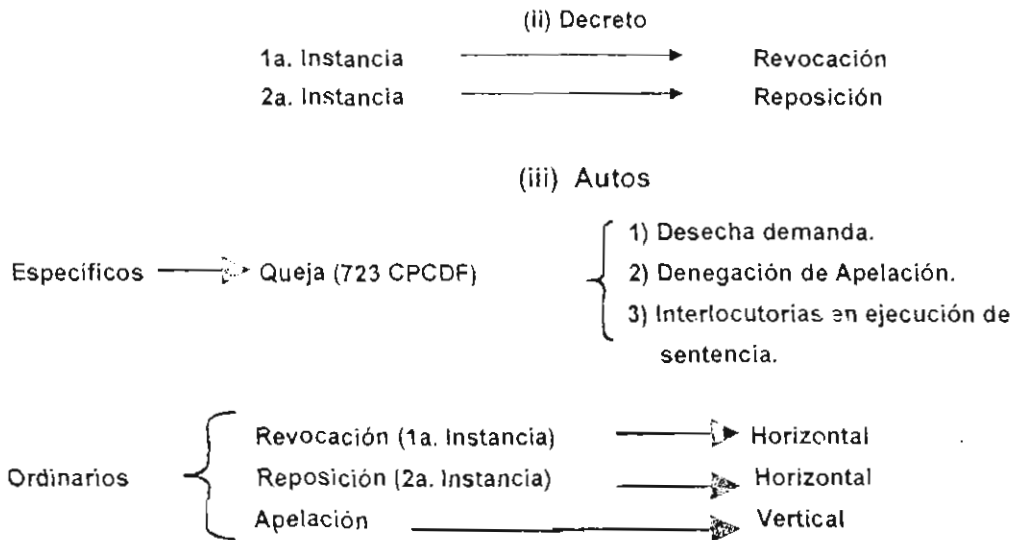 (ii) Decreto
1a. Instancia Revocación
2a. Instancia Reposición
(iii) Autos
Específicos Queja (723 CPCDF)
1) Desecha demanda.
2) Denegación de Apelación.
3) Interlocutorias en ejecución de
sentencia.
Ordinarios
Revocación (1a. Instancia) Horizontal
Reposición (2a. Instancia) Horizontal
Apelación Vertical